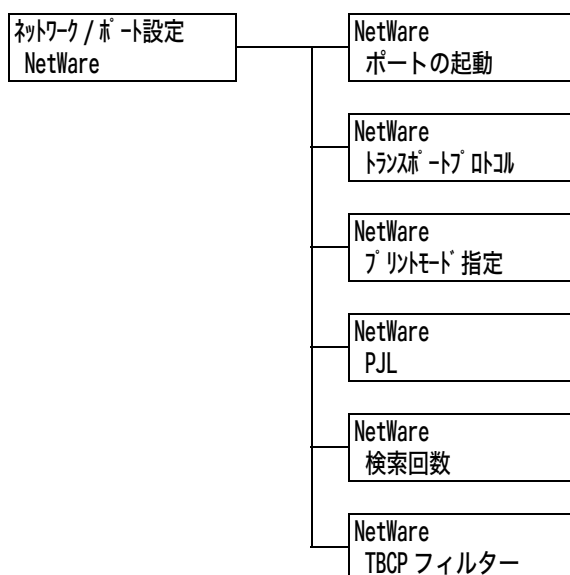 ﾈｯﾄﾜｰｸ / ﾎﾟｰﾄ設定
NetWare
NetWare
ポートの起動
NetWare
ﾄﾗﾝｽﾎﾟｰﾄﾌﾟﾛﾄｺﾙ
NetWare
ﾌﾟﾘﾝﾄﾓｰﾄﾞ指定
NetWare
PJL
NetWare
検索回数
NetWare
TBCP フィルター